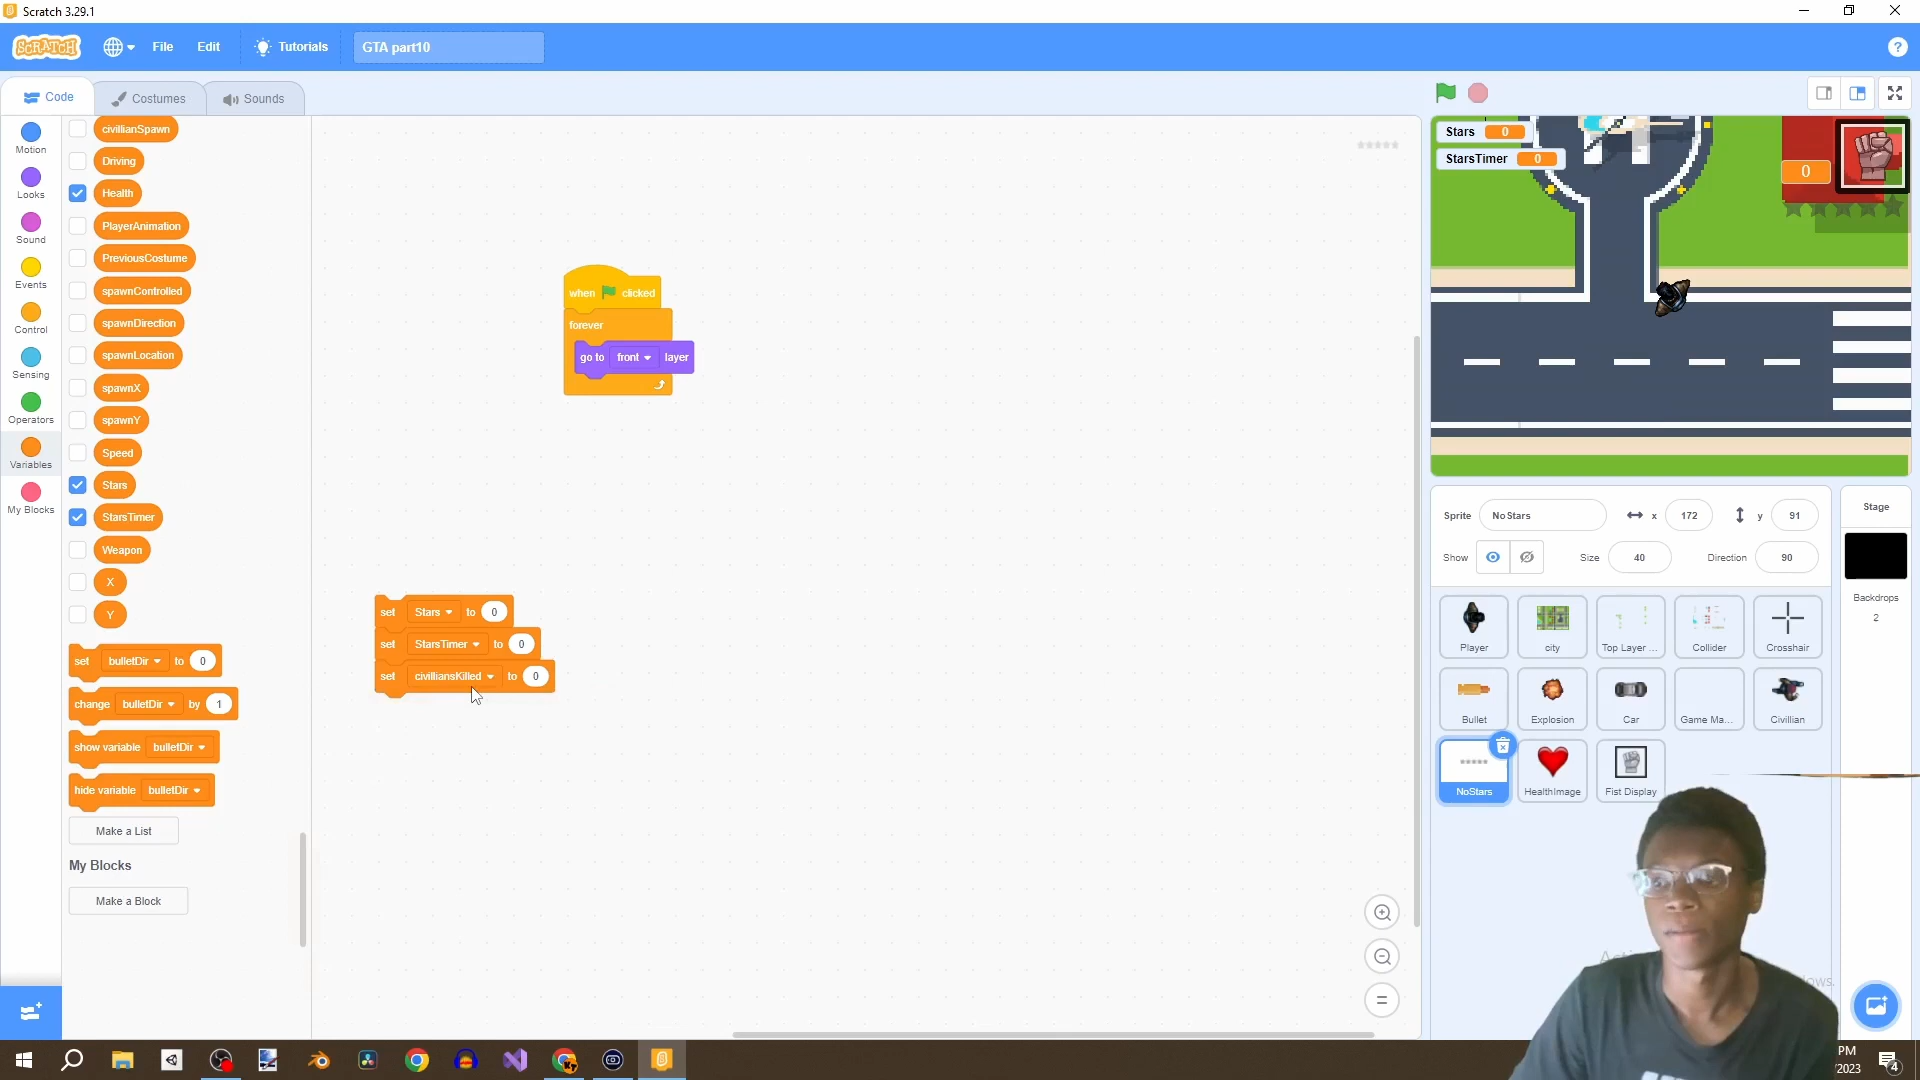 Scratch 3.29.1
SCRATCH
File
Edit
Tutorials
GTA part10
?
Code
Costumes
Sounds
Motion
Looks
Sound
Events
Control
Sensing
Operators
Variables
My Blocks
civillianSpawn
Driving
Health
PlayerAnimation
PreviousCostume
spawnControlled
spawnDirection
spawnLocation
spawnX
spawnY
Speed
Stars
StarsTimer
Weapon
X
Y
set bulletDir to 0
change bulletDir by 1
show variable bulletDir
hide variable bulletDir
Make a List
My Blocks
Make a Block
when clicked
forever
go to front layer
set Stars to 0
set StarsTimer to 0
set civilliansKilled to 0
Stars 0
StarsTimer 0
0
Sprite NoStars x 172 y 91
Show Size 40 Direction 90
Player
city
Top Layer ...
Collider
Crosshair
Bullet
Explosion
Car
Game Ma...
Civillian
NoStars
HealthImage
Fist Display
Stage
Backdrops
2
PM
/2023
4